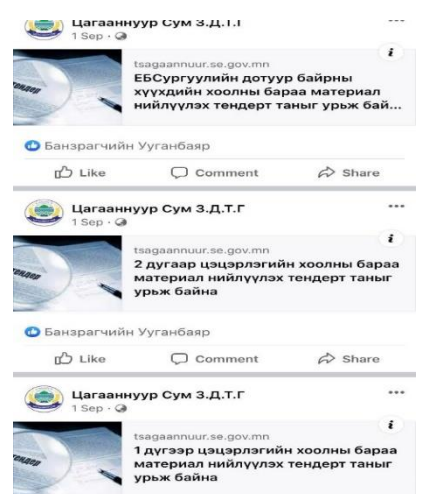 Цагааннуур Сум З.Д.Т.Г
1 Sep ·
tsagaannuur.se.gov.mn
ЕБСургуулийн дотуур байрны
хүүхдийн хоолны бараа материал
нийлүүлэх тендерт таныг урьж бай...
Банзрагчийн Ууганбаяр
Like Comment Share
Цагааннуур Сум З.Д.Т.Г
1 Sep ·
tsagaannuur.se.gov.mn
2 дугаар цэцэрлэгийн хоолны бараа
материал нийлүүлэх тендерт таныг
урьж байна
Банзрагчийн Ууганбаяр
Like Comment Share
Цагааннуур Сум З.Д.Т.Г
1 Sep ·
tsagaannuur.se.gov.mn
1 дүгээр цэцэрлэгийн хоолны бараа
материал нийлүүлэх тендерт таныг
урьж байна